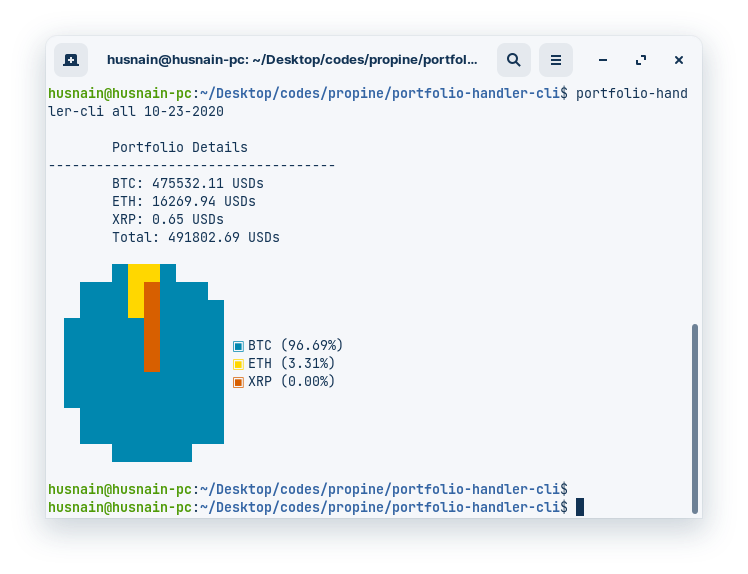 husnain@husnain-pc: ~/Desktop/codes/propine/portfol...
husnain@husnain-pc:~/Desktop/codes/propine/portfolio-handler-cli$ portfolio-hand
ler-cli all 10-23-2020
Portfolio Details
------------------------------------
BTC: 475532.11 USDs
ETH: 16269.94 USDs
XRP: 0.65 USDs
Total: 491802.69 USDs
BTC (96.69%)
ETH (3.31%)
XRP (0.00%)
husnain@husnain-pc:~/Desktop/codes/propine/portfolio-handler-cli$
husnain@husnain-pc:~/Desktop/codes/propine/portfolio-handler-cli$